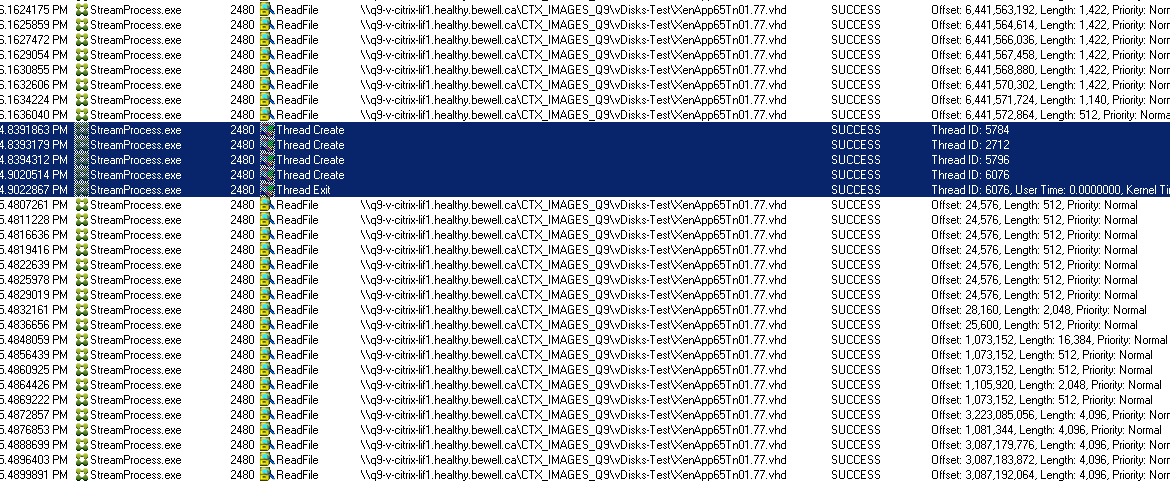 5.1624175 PM StreamProcess.exe 2480 ReadFile \\q9-v-citrix-lif1.healthy.bewell.ca\CTX_IMAGES_Q9\vDisks-Test\XenApp65Tn01.77.vhd SUCCESS Offset: 6,441,563,192, Length: 1,422, Priority: Norm
5.1625859 PM StreamProcess.exe 2480 ReadFile \\q9-v-citrix-lif1.healthy.bewell.ca\CTX_IMAGES_Q9\vDisks-Test\XenApp65Tn01.77.vhd SUCCESS Offset: 6,441,564,614, Length: 1,422, Priority: Norm
5.1627472 PM StreamProcess.exe 2480 ReadFile \\q9-v-citrix-lif1.healthy.bewell.ca\CTX_IMAGES_Q9\vDisks-Test\XenApp65Tn01.77.vhd SUCCESS Offset: 6,441,566,036, Length: 1,422, Priority: Norm
5.1629054 PM StreamProcess.exe 2480 ReadFile \\q9-v-citrix-lif1.healthy.bewell.ca\CTX_IMAGES_Q9\vDisks-Test\XenApp65Tn01.77.vhd SUCCESS Offset: 6,441,567,458, Length: 1,422, Priority: Norm
5.1630855 PM StreamProcess.exe 2480 ReadFile \\q9-v-citrix-lif1.healthy.bewell.ca\CTX_IMAGES_Q9\vDisks-Test\XenApp65Tn01.77.vhd SUCCESS Offset: 6,441,568,880, Length: 1,422, Priority: Norm
5.1632606 PM StreamProcess.exe 2480 ReadFile \\q9-v-citrix-lif1.healthy.bewell.ca\CTX_IMAGES_Q9\vDisks-Test\XenApp65Tn01.77.vhd SUCCESS Offset: 6,441,570,302, Length: 1,422, Priority: Norm
5.1634224 PM StreamProcess.exe 2480 ReadFile \\q9-v-citrix-lif1.healthy.bewell.ca\CTX_IMAGES_Q9\vDisks-Test\XenApp65Tn01.77.vhd SUCCESS Offset: 6,441,571,724, Length: 1,140, Priority: Norm
5.1636040 PM StreamProcess.exe 2480 ReadFile \\q9-v-citrix-lif1.healthy.bewell.ca\CTX_IMAGES_Q9\vDisks-Test\XenApp65Tn01.77.vhd SUCCESS Offset: 6,441,572,864, Length: 512, Priority: Norma
4.8391863 PM StreamProcess.exe 2480 Thread Create SUCCESS Thread ID: 5784
4.8393179 PM StreamProcess.exe 2480 Thread Create SUCCESS Thread ID: 2712
4.8394312 PM StreamProcess.exe 2480 Thread Create SUCCESS Thread ID: 5796
4.9020514 PM StreamProcess.exe 2480 Thread Create SUCCESS Thread ID: 6076
4.9022867 PM StreamProcess.exe 2480 Thread Exit SUCCESS Thread ID: 6076, User Time: 0.0000000, Kernel Tir
5.4807261 PM StreamProcess.exe 2480 ReadFile \\q9-v-citrix-lif1.healthy.bewell.ca\CTX_IMAGES_Q9\vDisks-Test\XenApp65Tn01.77.vhd SUCCESS Offset: 24,576, Length: 512, Priority: Normal
5.4811228 PM StreamProcess.exe 2480 ReadFile \\q9-v-citrix-lif1.healthy.bewell.ca\CTX_IMAGES_Q9\vDisks-Test\XenApp65Tn01.77.vhd SUCCESS Offset: 24,576, Length: 512, Priority: Normal
5.4816636 PM StreamProcess.exe 2480 ReadFile \\q9-v-citrix-lif1.healthy.bewell.ca\CTX_IMAGES_Q9\vDisks-Test\XenApp65Tn01.77.vhd SUCCESS Offset: 24,576, Length: 512, Priority: Normal
5.4819416 PM StreamProcess.exe 2480 ReadFile \\q9-v-citrix-lif1.healthy.bewell.ca\CTX_IMAGES_Q9\vDisks-Test\XenApp65Tn01.77.vhd SUCCESS Offset: 24,576, Length: 512, Priority: Normal
5.4822639 PM StreamProcess.exe 2480 ReadFile \\q9-v-citrix-lif1.healthy.bewell.ca\CTX_IMAGES_Q9\vDisks-Test\XenApp65Tn01.77.vhd SUCCESS Offset: 24,576, Length: 512, Priority: Normal
5.4825978 PM StreamProcess.exe 2480 ReadFile \\q9-v-citrix-lif1.healthy.bewell.ca\CTX_IMAGES_Q9\vDisks-Test\XenApp65Tn01.77.vhd SUCCESS Offset: 24,576, Length: 512, Priority: Normal
5.4829019 PM StreamProcess.exe 2480 ReadFile \\q9-v-citrix-lif1.healthy.bewell.ca\CTX_IMAGES_Q9\vDisks-Test\XenApp65Tn01.77.vhd SUCCESS Offset: 24,576, Length: 512, Priority: Normal
5.4832161 PM StreamProcess.exe 2480 ReadFile \\q9-v-citrix-lif1.healthy.bewell.ca\CTX_IMAGES_Q9\vDisks-Test\XenApp65Tn01.77.vhd SUCCESS Offset: 28,160, Length: 2,048, Priority: Normal
5.4836656 PM StreamProcess.exe 2480 ReadFile \\q9-v-citrix-lif1.healthy.bewell.ca\CTX_IMAGES_Q9\vDisks-Test\XenApp65Tn01.77.vhd SUCCESS Offset: 25,600, Length: 512, Priority: Normal
5.4848059 PM StreamProcess.exe 2480 ReadFile \\q9-v-citrix-lif1.healthy.bewell.ca\CTX_IMAGES_Q9\vDisks-Test\XenApp65Tn01.77.vhd SUCCESS Offset: 1,073,152, Length: 16,384, Priority: Normal
5.4856439 PM StreamProcess.exe 2480 ReadFile \\q9-v-citrix-lif1.healthy.bewell.ca\CTX_IMAGES_Q9\vDisks-Test\XenApp65Tn01.77.vhd SUCCESS Offset: 1,073,152, Length: 512, Priority: Normal
5.4860925 PM StreamProcess.exe 2480 ReadFile \\q9-v-citrix-lif1.healthy.bewell.ca\CTX_IMAGES_Q9\vDisks-Test\XenApp65Tn01.77.vhd SUCCESS Offset: 1,073,152, Length: 512, Priority: Normal
5.4864426 PM StreamProcess.exe 2480 ReadFile \\q9-v-citrix-lif1.healthy.bewell.ca\CTX_IMAGES_Q9\vDisks-Test\XenApp65Tn01.77.vhd SUCCESS Offset: 1,105,920, Length: 2,048, Priority: Normal
5.4869222 PM StreamProcess.exe 2480 ReadFile \\q9-v-citrix-lif1.healthy.bewell.ca\CTX_IMAGES_Q9\vDisks-Test\XenApp65Tn01.77.vhd SUCCESS Offset: 1,073,152, Length: 512, Priority: Normal
5.4872857 PM StreamProcess.exe 2480 ReadFile \\q9-v-citrix-lif1.healthy.bewell.ca\CTX_IMAGES_Q9\vDisks-Test\XenApp65Tn01.77.vhd SUCCESS Offset: 3,223,085,056, Length: 4,096, Priority: Norm
5.4876853 PM StreamProcess.exe 2480 ReadFile \\q9-v-citrix-lif1.healthy.bewell.ca\CTX_IMAGES_Q9\vDisks-Test\XenApp65Tn01.77.vhd SUCCESS Offset: 1,081,344, Length: 4,096, Priority: Normal
5.4888699 PM StreamProcess.exe 2480 ReadFile \\q9-v-citrix-lif1.healthy.bewell.ca\CTX_IMAGES_Q9\vDisks-Test\XenApp65Tn01.77.vhd SUCCESS Offset: 3,087,179,776, Length: 4,096, Priority: Norm
5.4896403 PM StreamProcess.exe 2480 ReadFile \\q9-v-citrix-lif1.healthy.bewell.ca\CTX_IMAGES_Q9\vDisks-Test\XenApp65Tn01.77.vhd SUCCESS Offset: 3,087,183,872, Length: 4,096, Priority: Norm
5.4899891 PM StreamProcess.exe 2480 ReadFile \\q9-v-citrix-lif1.healthy.bewell.ca\CTX_IMAGES_Q9\vDisks-Test\XenApp65Tn01.77.vhd SUCCESS Offset: 3,087,192,064, Length: 4,096, Priority: Norm